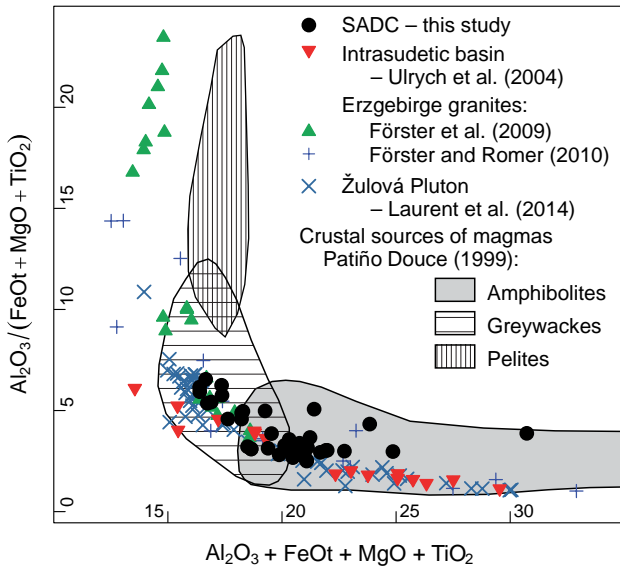 SADC – this study
Intrasudetic basin
– Ulrych et al. (2004)
Erzgebirge granites:
Förster et al. (2009)
Förster and Romer (2010)
Žulová Pluton
– Laurent et al. (2014)
Crustal sources of magmas
Patiño Douce (1999):
Amphibolites
Greywackes
Pelites
Al₂O₃/(FeOt + MgO + TiO₂)
20
15
10
5
0
15
20
25
30
Al₂O₃ + FeOt + MgO + TiO₂